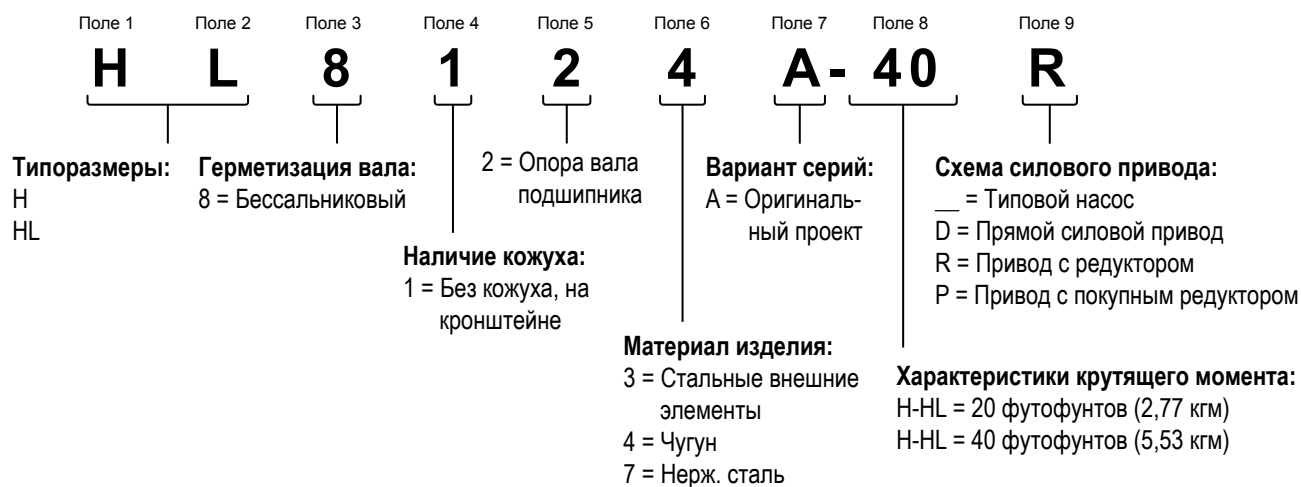 Поле 1 Поле 2 Поле 3 Поле 4 Поле 5 Поле 6 Поле 7 Поле 8 Поле 9
H L 8 1 2 4 A - 40 R
Типоразмеры:
H
HL
Герметизация вала:
8 = Бессальниковый
Наличие кожуха:
1 = Без кожуха, на
кронштейне
2 = Опора вала
подшипника
Материал изделия:
3 = Стальные внешние
элементы
4 = Чугун
7 = Нерж. сталь
Вариант серий:
A = Оригиналь-
ный проект
Характеристики крутящего момента:
H-HL = 20 футофунтов (2,77 кгм)
H-HL = 40 футофунтов (5,53 кгм)
Схема силового привода:
__ = Типовой насос
D = Прямой силовой привод
R = Привод с редуктором
P = Привод с покупным редуктором